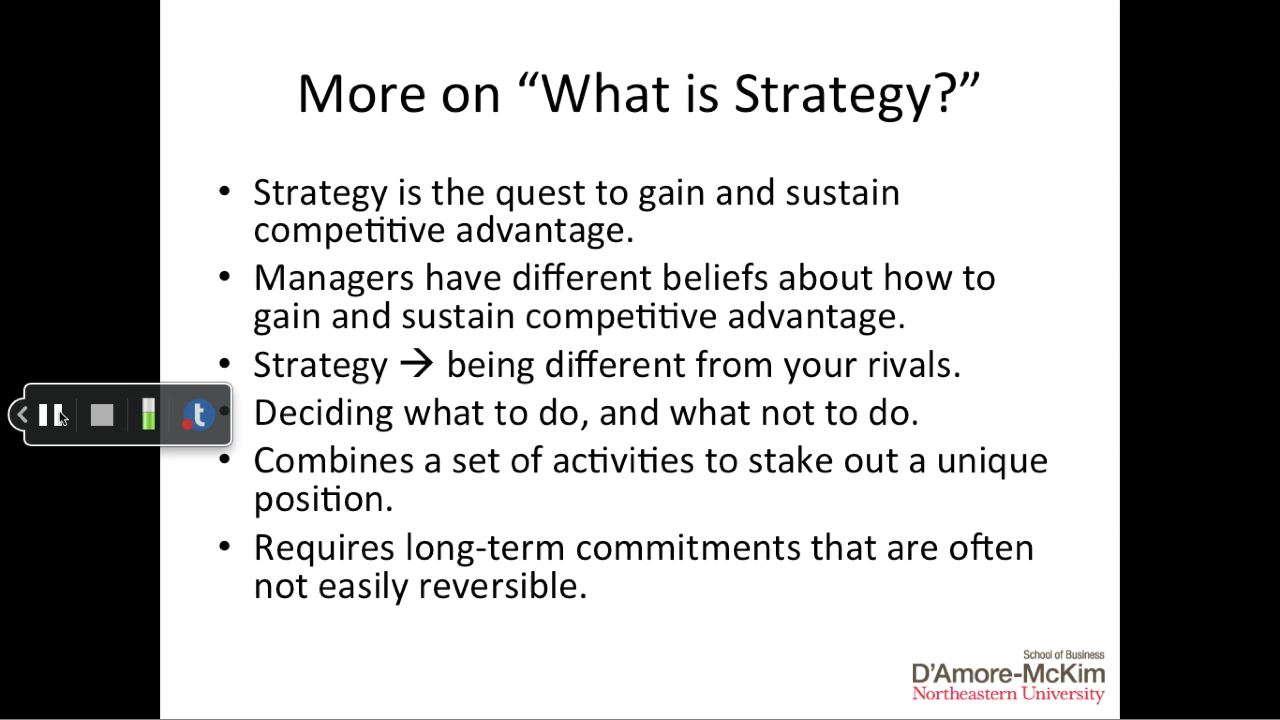 More on “What is Strategy?”
• Strategy is the quest to gain and sustain
competitive advantage.
• Managers have different beliefs about how to
gain and sustain competitive advantage.
• Strategy → being different from your rivals.
• Deciding what to do, and what not to do.
• Combines a set of activities to stake out a unique
position.
• Requires long-term commitments that are often
not easily reversible.
t
School of Business
D’Amore-McKim
Northeastern University